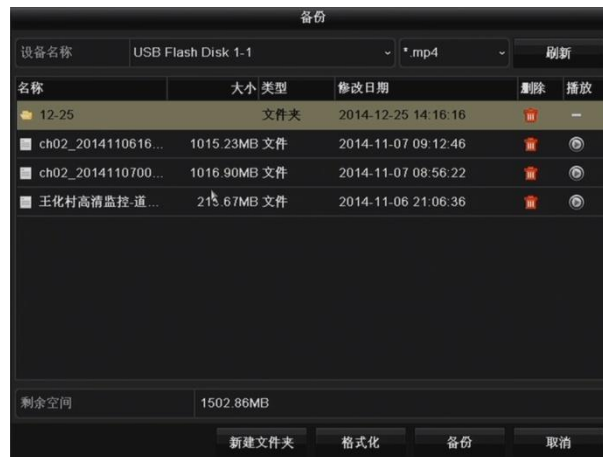 备份
设备名称 USB Flash Disk 1-1 *.mp4 刷新
名称 大小 类型 修改日期 删除 播放
12-25 文件夹 2014-12-25 14:16:16
ch02_2014110616... 1015.23MB 文件 2014-11-07 09:12:46
ch02_2014110700... 1016.90MB 文件 2014-11-07 08:56:22
王化村高清监控-道... 213.67MB 文件 2014-11-06 21:06:36
剩余空间 1502.86MB
新建文件夹 格式化 备份 取消